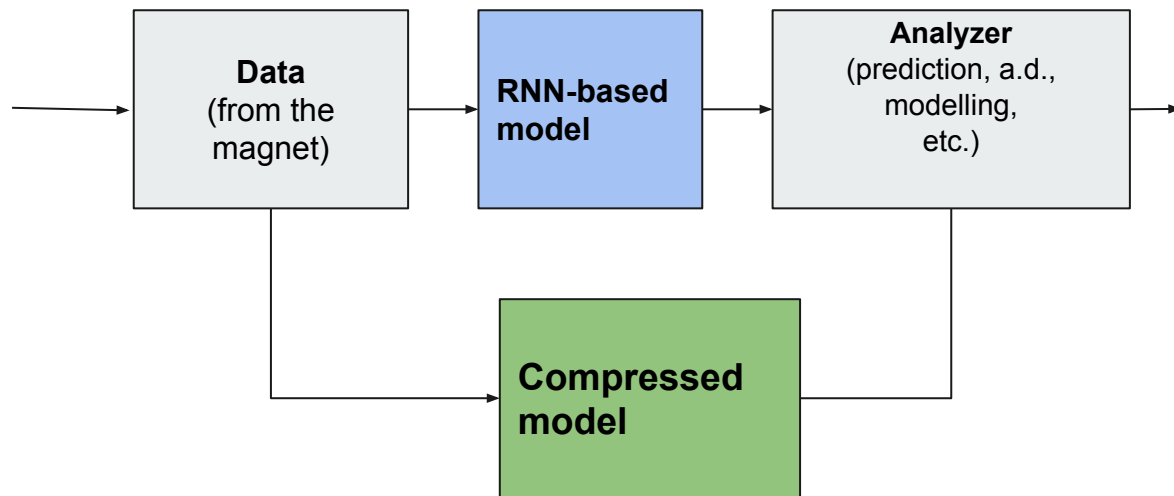 Data
(from the
magnet)
RNN-based
model
Analyzer
(prediction, a.d.,
modelling,
etc.)
Compressed
model